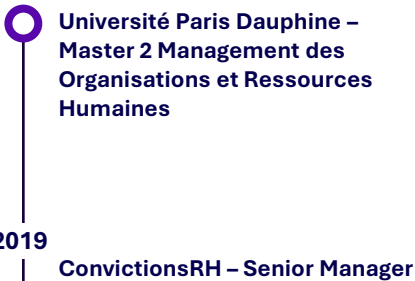 Université Paris Dauphine –
Master 2 Management des
Organisations et Ressources
Humaines
2019
ConvictionsRH – Senior Manager